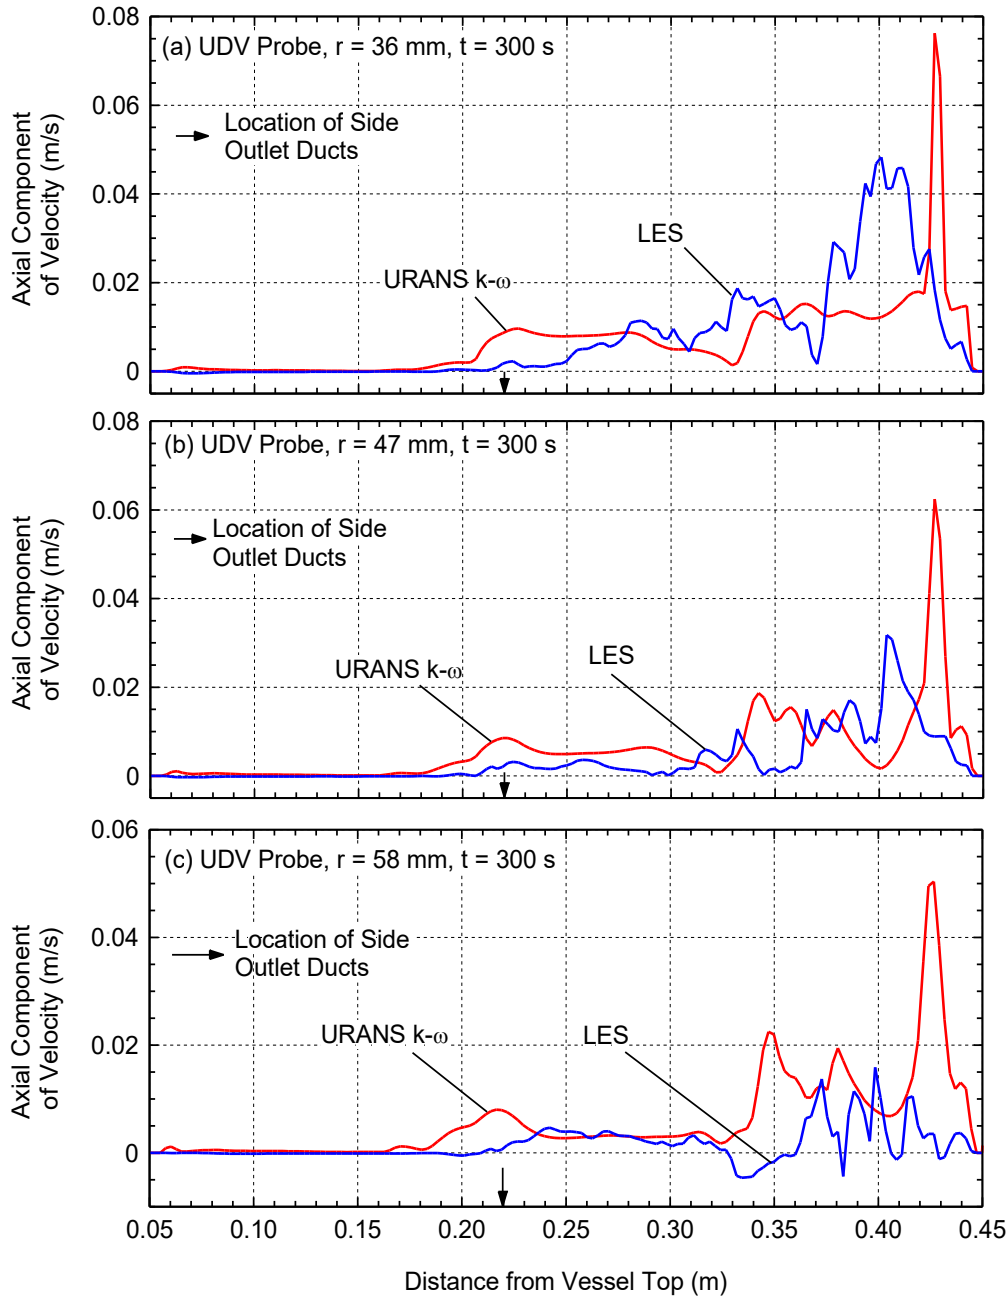 (a) UDV Probe, r = 36 mm, t = 300 s
0.08
0.06
0.04
0.02
0
Axial Component
of Velocity (m/s)
Location of Side
Outlet Ducts
LES
URANS k-ω
(b) UDV Probe, r = 47 mm, t = 300 s
0.08
0.06
0.04
0.02
0
Axial Component
of Velocity (m/s)
Location of Side
Outlet Ducts
LES
URANS k-ω
(c) UDV Probe, r = 58 mm, t = 300 s
0.06
0.04
0.02
0
Axial Component
of Velocity (m/s)
Location of Side
Outlet Ducts
URANS k-ω
LES
0.05 0.10 0.15 0.20 0.25 0.30 0.35 0.40 0.45
Distance from Vessel Top (m)